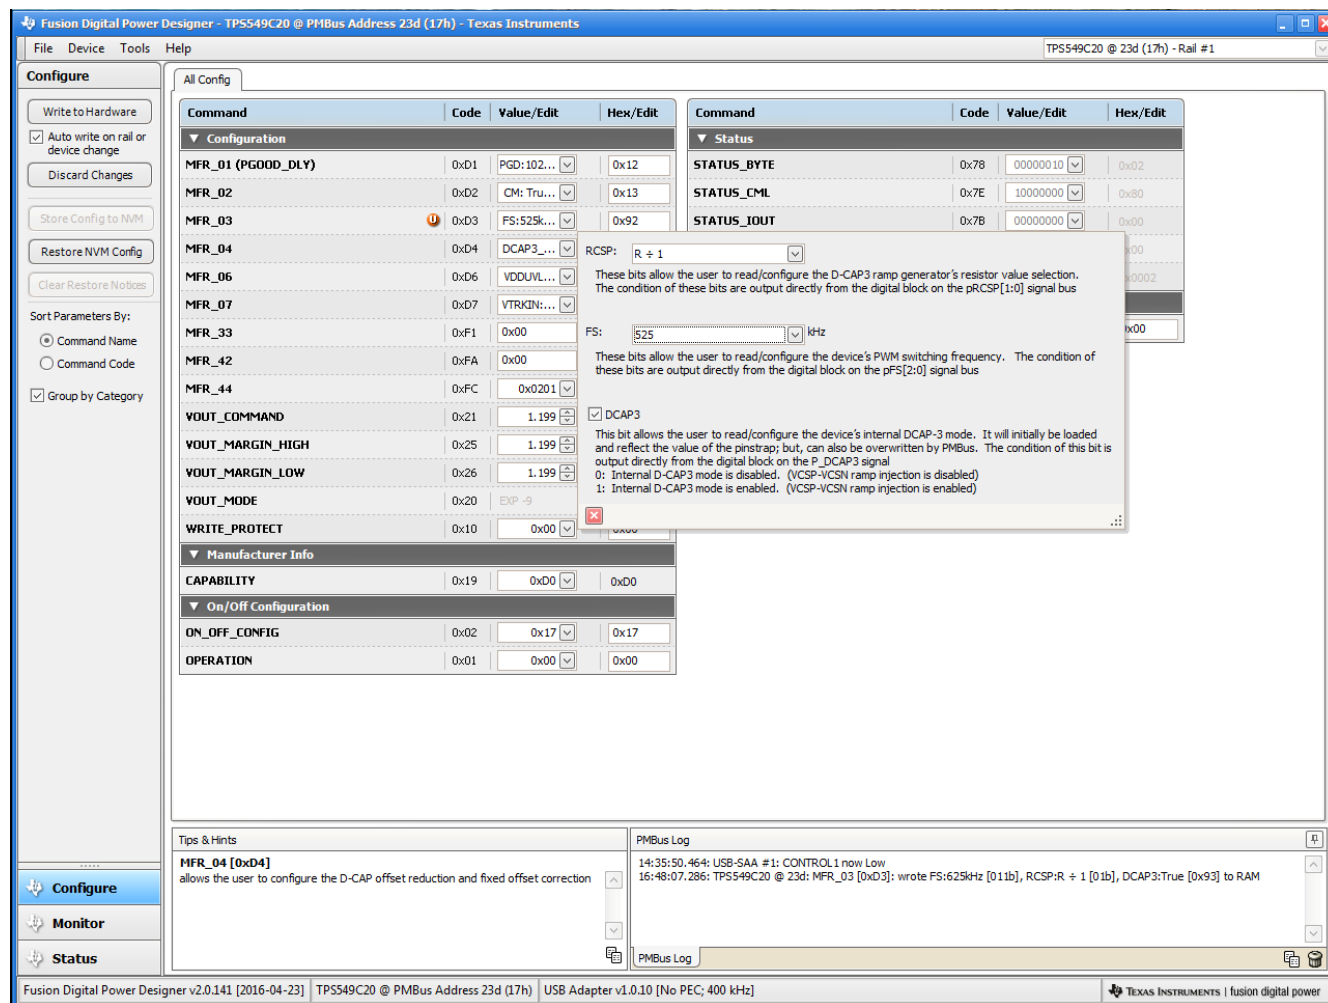 Fusion Digital Power Designer - TPS549C20 @ PMBus Address 23d (17h) - Texas Instruments
File Device Tools Help
TPS549C20 @ 23d (17h) - Rail #1
Configure
Write to Hardware
Auto write on rail or
device change
Discard Changes
Store Config to NVM
Restore NVM Config
Clear Restore Notices
Sort Parameters By:
Command Name
Command Code
Group by Category
All Config
Command Code Value/Edit Hex/Edit
Configuration
MFR_01 (PGOOD_DLY) 0xD1 PGD:102... 0x12
MFR_02 0xD2 CM: Tru... 0x13
MFR_03 0xD3 FS:525k... 0x92
MFR_04 0xD4 DCAP3_...
MFR_06 0xD6 VDDUVL...
MFR_07 0xD7 VTRKIN:...
MFR_33 0xF1 0x00
MFR_42 0xFA 0x00
MFR_44 0xFC 0x0201
VOUT_COMMAND 0x21 1.199
VOUT_MARGIN_HIGH 0x25 1.199
VOUT_MARGIN_LOW 0x26 1.199
VOUT_MODE 0x20 EXP -9
WRITE_PROTECT 0x10 0x00 0x00
Manufacturer Info
CAPABILITY 0x19 0xD0 0xD0
On/Off Configuration
ON_OFF_CONFIG 0x02 0x17 0x17
OPERATION 0x01 0x00 0x00
Command Code Value/Edit Hex/Edit
Status
STATUS_BYTE 0x78 00000010 0x02
STATUS_CML 0x7E 10000000 0x80
STATUS_IOUT 0x7B 00000000 0x00
x00
x0002
0x00
RCSP: R ÷ 1
These bits allow the user to read/configure the D-CAP3 ramp generator's resistor value selection.
The condition of these bits are output directly from the digital block on the pRCSP[1:0] signal bus
FS: 525 kHz
These bits allow the user to read/configure the device's PWM switching frequency. The condition of
these bits are output directly from the digital block on the pFS[2:0] signal bus
DCAP3
This bit allows the user to read/configure the device's internal DCAP-3 mode. It will initially be loaded
and reflect the value of the pinstrap; but, can also be overwritten by PMBus. The condition of this bit is
output directly from the digital block on the P_DCAP3 signal
0: Internal D-CAP3 mode is disabled. (VCSP-VCSN ramp injection is disabled)
1: Internal D-CAP3 mode is enabled. (VCSP-VCSN ramp injection is enabled)
Configure
Monitor
Status
Tips & Hints
MFR_04 [0xD4]
allows the user to configure the D-CAP offset reduction and fixed offset correction
PMBus Log
14:35:50.464: USB-SAA #1: CONTROL1 now Low
16:48:07.286: TPS549C20 @ 23d: MFR_03 [0xD3]: wrote FS:625kHz [011b], RCSP:R ÷ 1 [01b], DCAP3:True [0x93] to RAM
PMBus Log
Fusion Digital Power Designer v2.0.141 [2016-04-23] TPS549C20 @ PMBus Address 23d (17h) USB Adapter v1.0.10 [No PEC; 400 kHz]
TEXAS INSTRUMENTS | fusion digital power